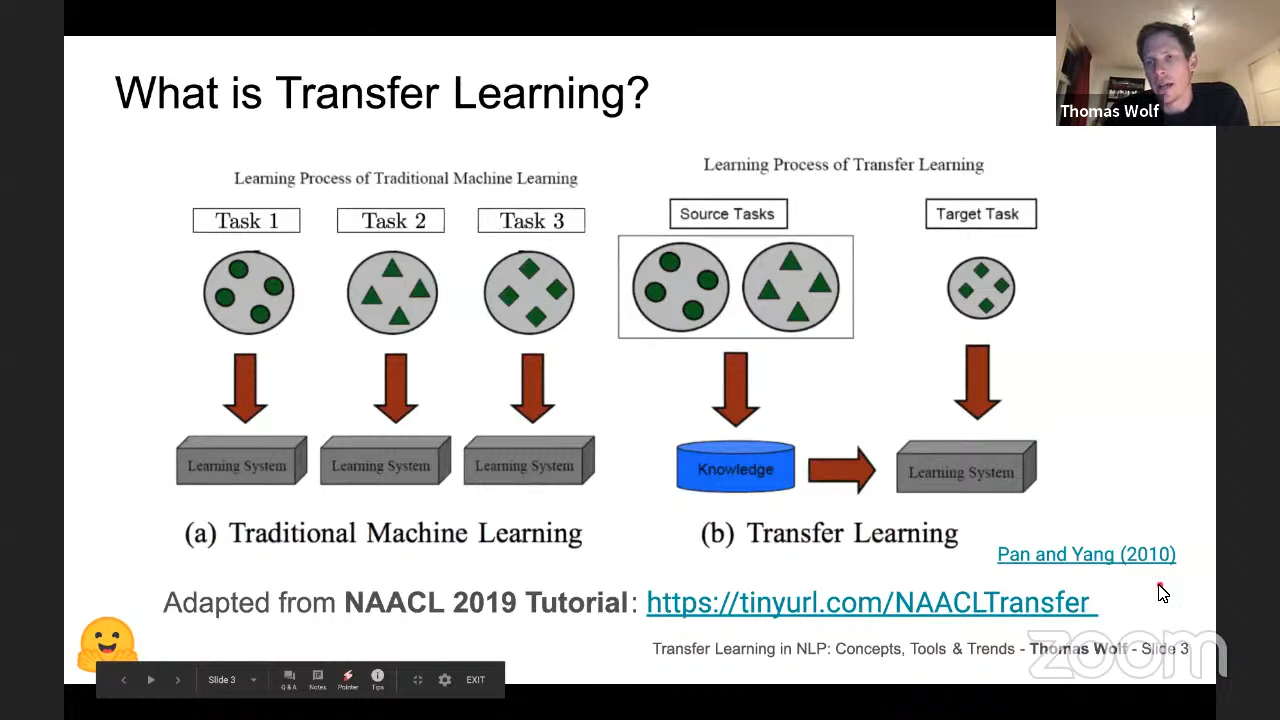 What is Transfer Learning?
Thomas Wolf
Learning Process of Traditional Machine Learning
Task 1
Task 2
Task 3
Learning System
Learning System
Learning System
(a) Traditional Machine Learning
Learning Process of Transfer Learning
Source Tasks
Target Task
Knowledge
Learning System
(b) Transfer Learning
Pan and Yang (2010)
Adapted from NAACL 2019 Tutorial: https://tinyurl.com/NAACLTransfer
Transfer Learning in NLP: Concepts, Tools & Trends - Thomas Wolf - Slide 3
zoom
Slide 3
Q & A
Notes
Pointer
Tips
EXIT